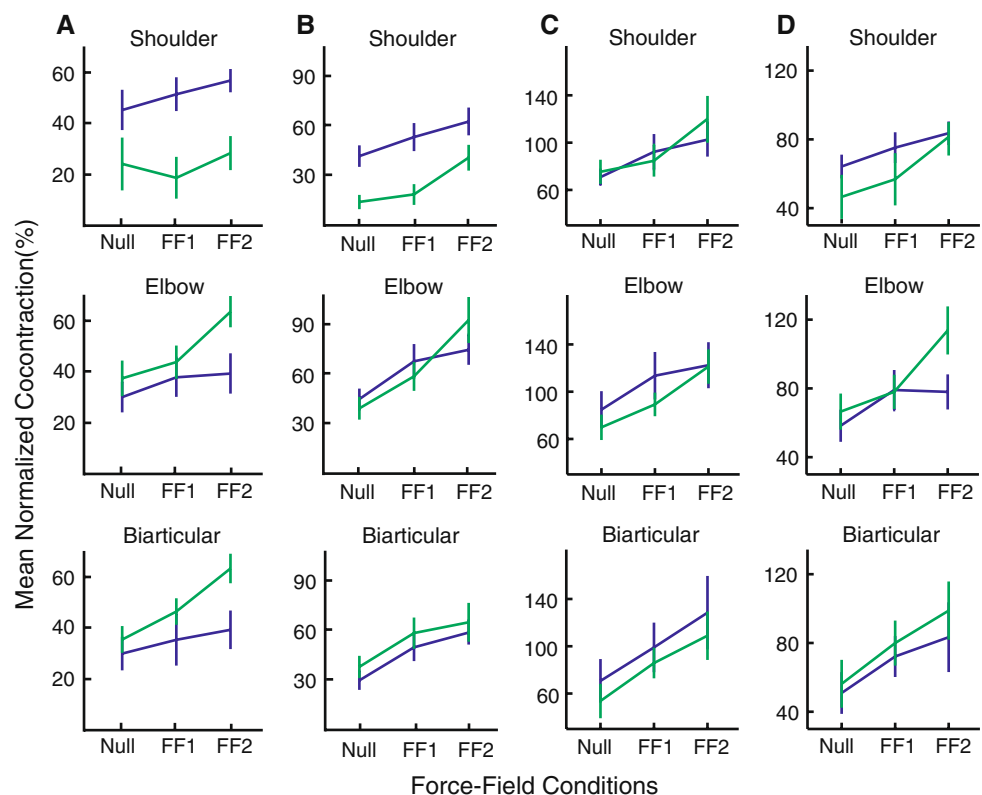 A
B
C
D
Shoulder
Shoulder
Shoulder
Shoulder
60
40
20
90
60
30
140
100
60
120
80
40
Null FF1 FF2
Null FF1 FF2
Null FF1 FF2
Null FF1 FF2
Elbow
Elbow
Elbow
Elbow
60
40
20
90
60
30
140
100
60
120
80
40
Null FF1 FF2
Null FF1 FF2
Null FF1 FF2
Null FF1 FF2
Biarticular
Biarticular
Biarticular
Biarticular
60
40
20
90
60
30
140
100
60
120
80
40
Null FF1 FF2
Null FF1 FF2
Null FF1 FF2
Null FF1 FF2
Mean Normalized Cocontraction(%)
Force-Field Conditions